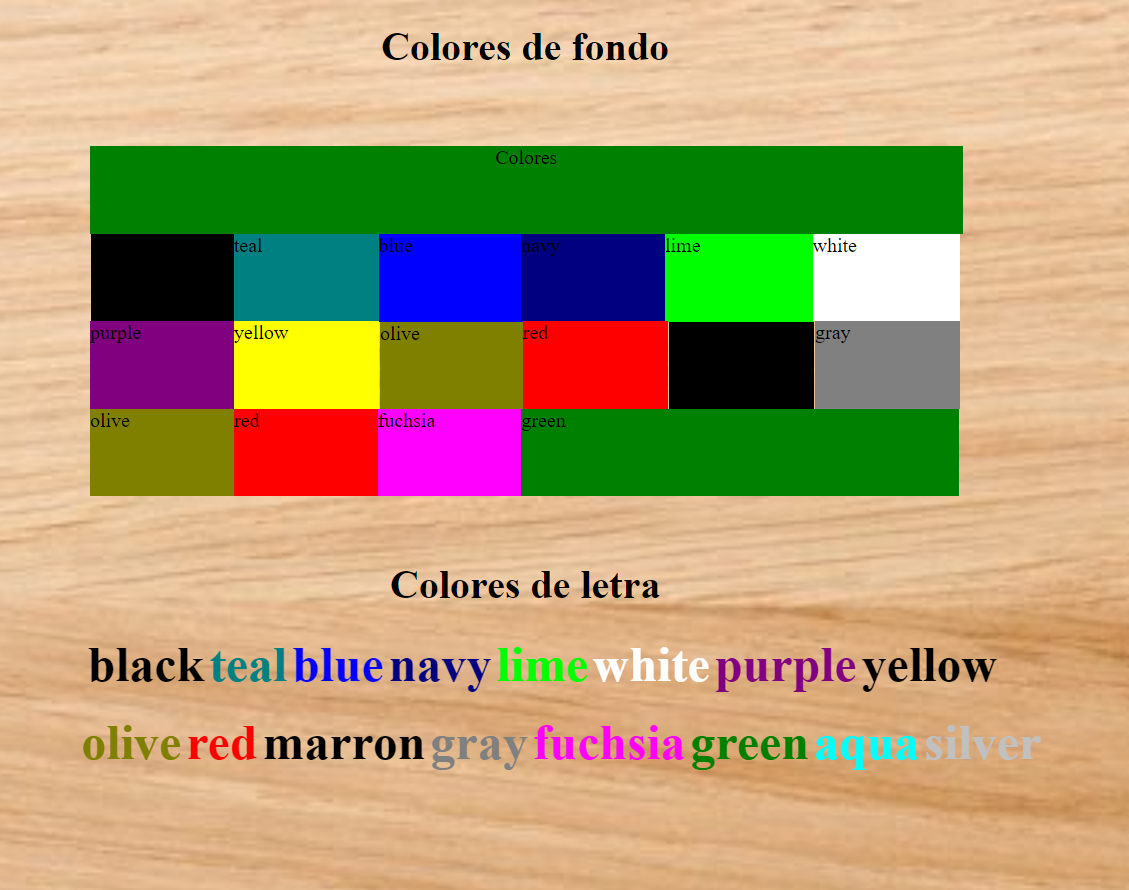 Colores de fondo
Colores
teal blue navy lime white
purple yellow olive red gray
olive red fuchsia green
Colores de letra
black teal blue navy lime white purple yellow
olive red marron gray fuchsia green aqua silver